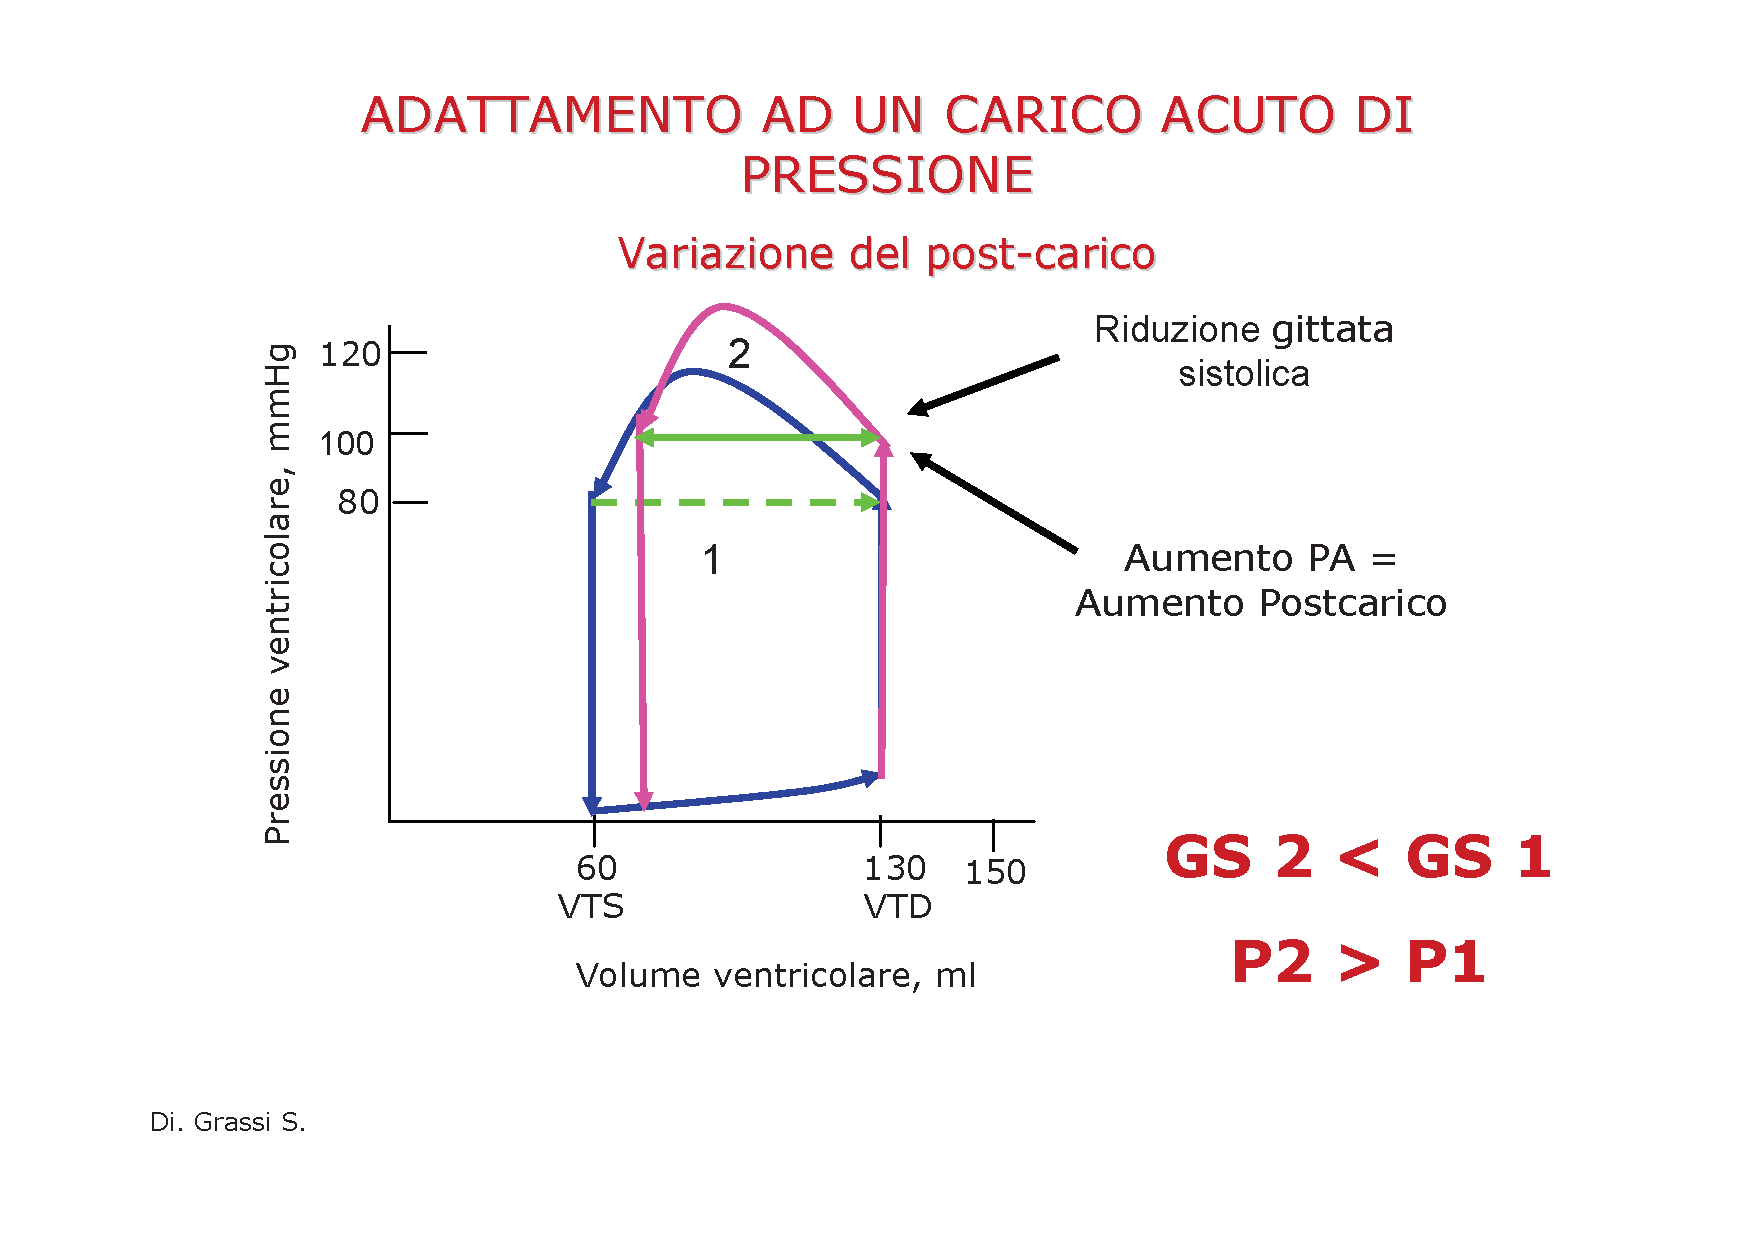 ADATTAMENTO AD UN CARICO ACUTO DI
PRESSIONE
Variazione del post-carico
Pressione ventricolare, mmHg
120
100
80
2
1
Riduzione gittata
sistolica
Aumento PA =
Aumento Postcarico
60
VTS
130
VTD
150
Volume ventricolare, ml
GS 2 < GS 1
P2 > P1
Di. Grassi S.